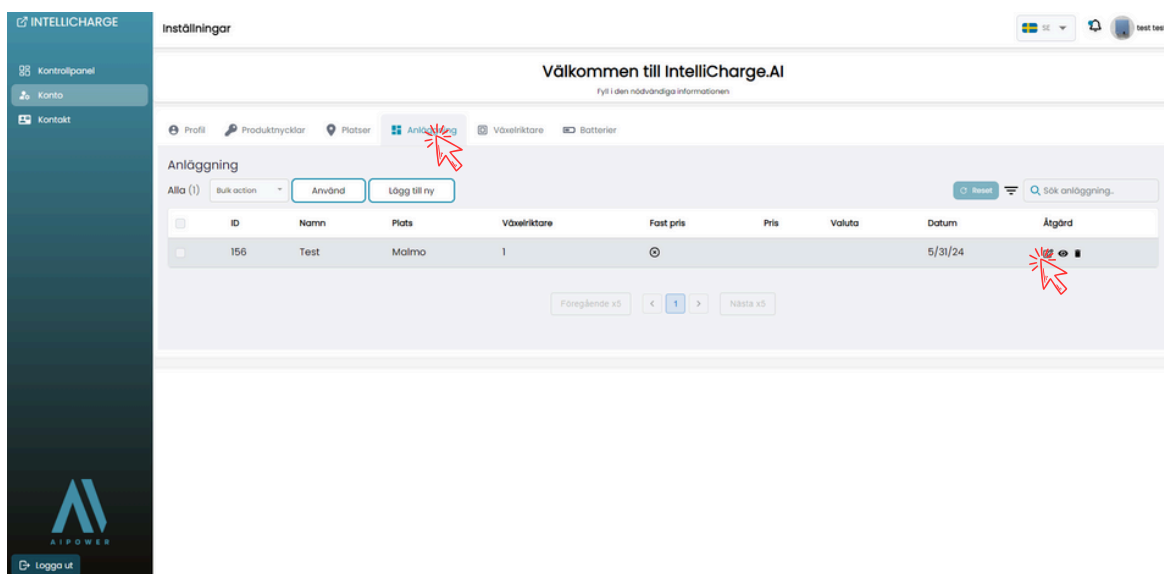 INTELLICHARGE
Inställningar
SE
test tes
Kontrollpanel
Konto
Kontakt
Välkommen till IntelliCharge.AI
Fyll i den nödvändiga informationen
Profil Produktnycklar Platser Anläggning Växelriktare Batterier
Anläggning
Alla (1) Bulk action Använd Lägg till ny Reset Sök anläggning..
ID Namn Plats Växelriktare Fast pris Pris Valuta Datum Åtgärd
156 Test Malmo 1 5/31/24
Föregående x5 < 1 > Nästa x5
AIPOWER
Logga ut